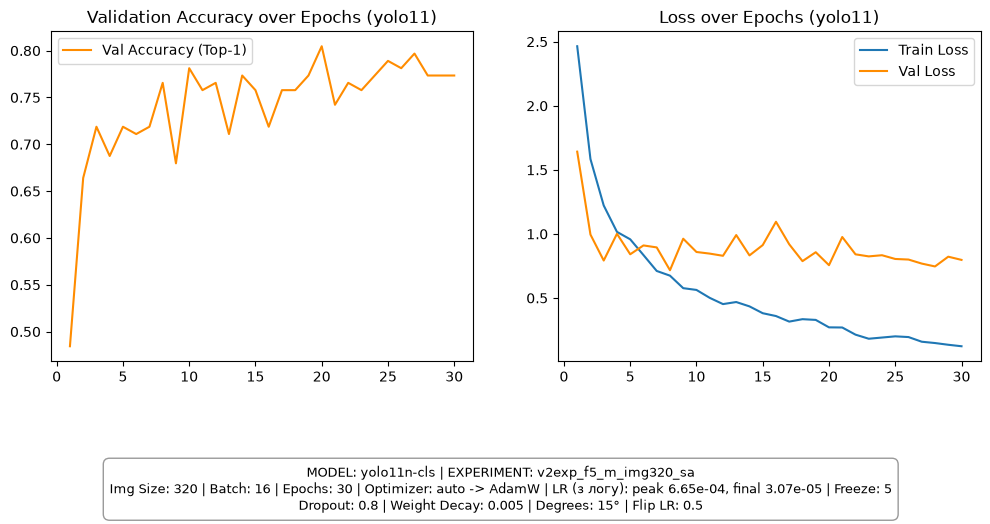 Validation Accuracy over Epochs (yolo11)
Val Accuracy (Top-1)
0.80
0.75
0.70
0.65
0.60
0.55
0.50
0 5 10 15 20 25 30
Loss over Epochs (yolo11)
Train Loss
Val Loss
2.5
2.0
1.5
1.0
0.5
0 5 10 15 20 25 30
MODEL: yolo11n-cls | EXPERIMENT: v2exp_f5_m_img320_sa
Img Size: 320 | Batch: 16 | Epochs: 30 | Optimizer: auto -> AdamW | LR (з логу): peak 6.65e-04, final 3.07e-05 | Freeze: 5
Dropout: 0.8 | Weight Decay: 0.005 | Degrees: 15° | Flip LR: 0.5